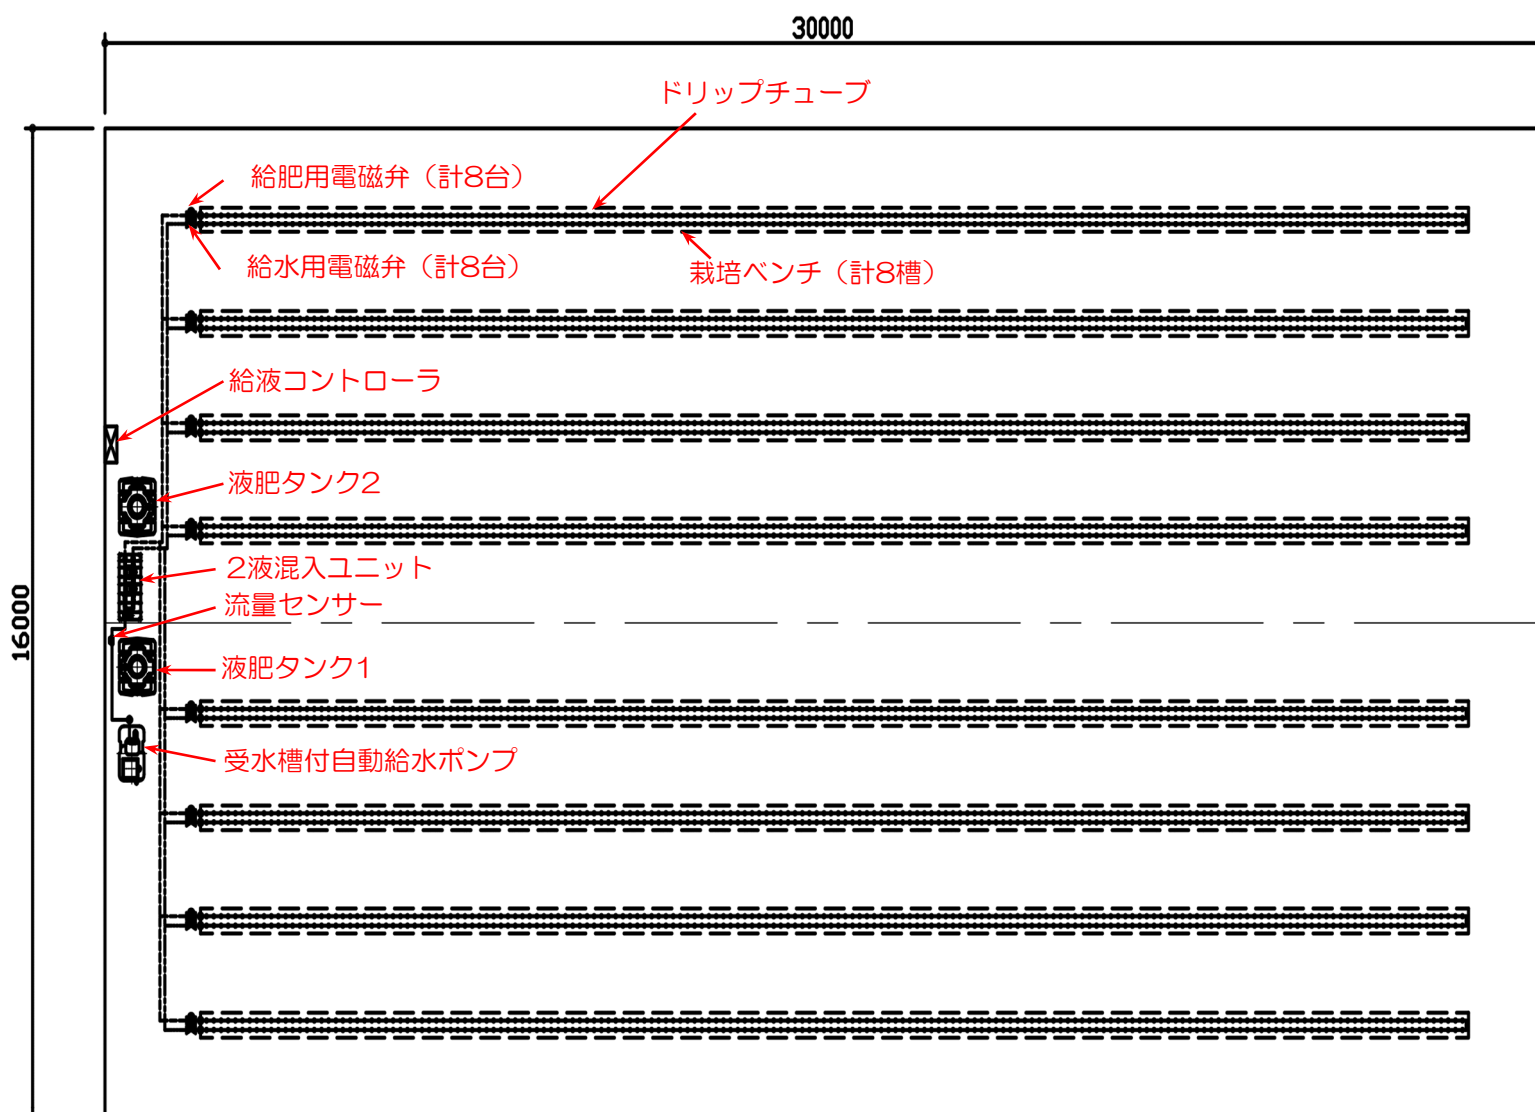 30000
ドリップチューブ
給肥用電磁弁（計8台）
給水用電磁弁（計8台）
栽培ベンチ（計8槽）
給液コントローラ
液肥タンク2
2液混入ユニット
流量センサー
16000
液肥タンク1
受水槽付自動給水ポンプ